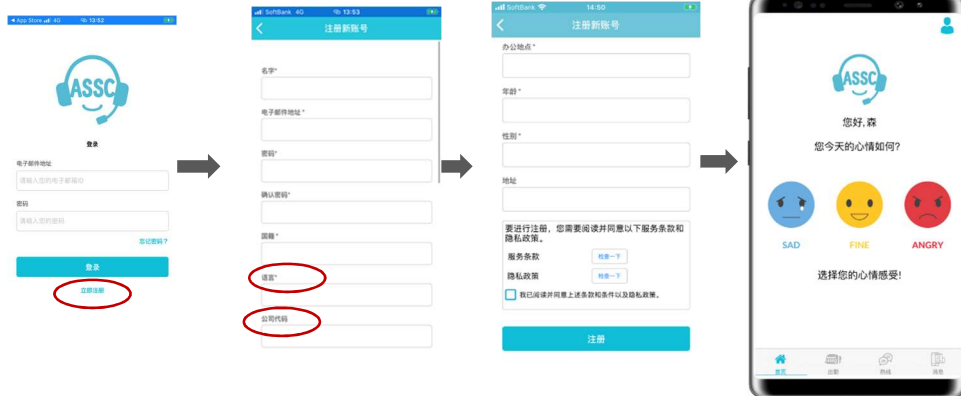 App Store 4G 13:52
ASSC
登录
电子邮件地址
请输入您的电子邮箱ID
密码
请输入您的密码
忘记密码？
登录
立即注册
SoftBank 4G 13:53
注册新账号
名字*
电子邮件地址 *
密码*
确认密码*
国籍 *
语言*
公司代码
SoftBank 14:50
注册新账号
办公地点 *
年龄 *
性别 *
地址
要进行注册，您需要阅读并同意以下服务条款和
隐私政策。
服务条款 检查一下
隐私政策 检查一下
我已阅读并同意上述条款和条件以及隐私政策。
注册
ASSC
您好, 森
您今天的心情如何?
SAD FINE ANGRY
选择您的心情感受!
首页 出勤 热线 消息